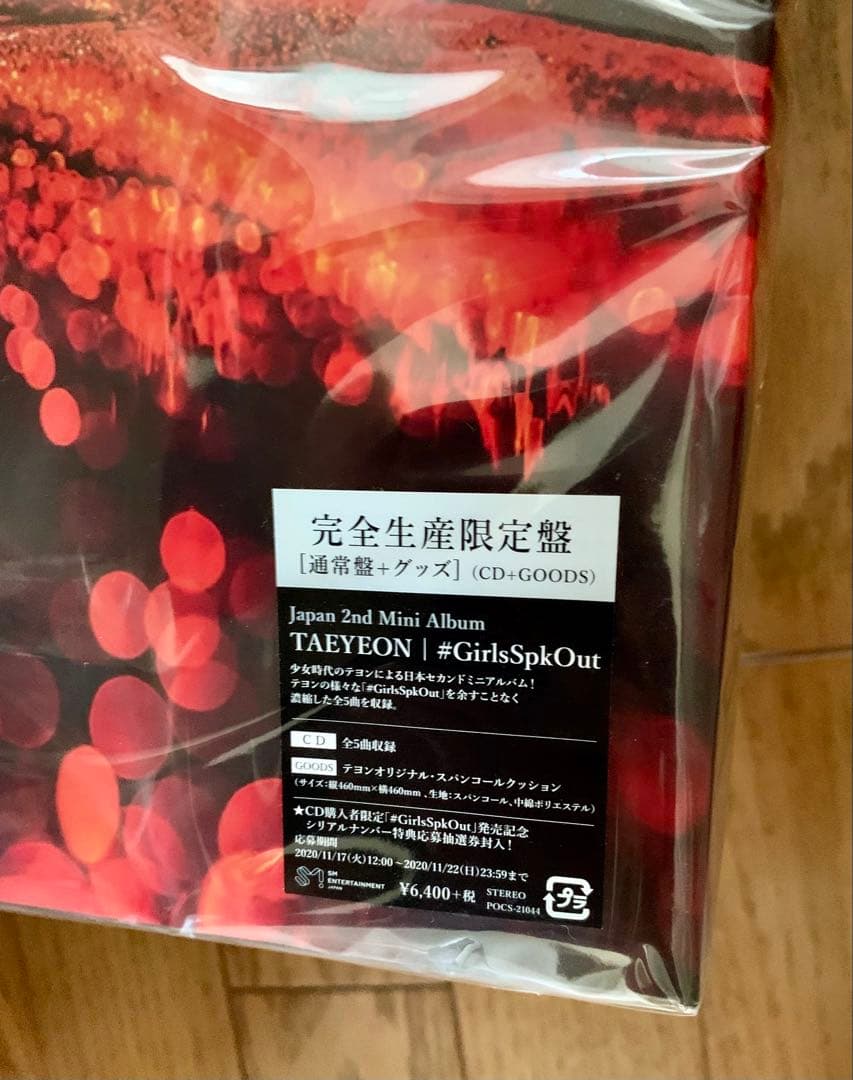 完全生産限定盤
[通常盤+グッズ] (CD+GOODS)
Japan 2nd Mini Album
TAEYEON | #GirlsSpkOut
少女時代のテヨンによる日本セカンドミニアルバム!
テヨンの様々な「#GirlsSpkOut」を余すことなく
濃縮した全5曲を収録。
CD 全5曲収録
GOODS テヨンオリジナル・スパンコールクッション
(サイズ:縦460mm×横460mm、生地:スパンコール、中綿ポリエステル)
★CD購入者限定「#GirlsSpkOut」発売記念
シリアルナンバー特典応募抽選券封入!
応募期間
2020/11/17(火)12:00~2020/11/22(日)23:59まで
SM ENTERTAINMENT JAPAN ¥6,400+税 STEREO POCS-21044 プラ